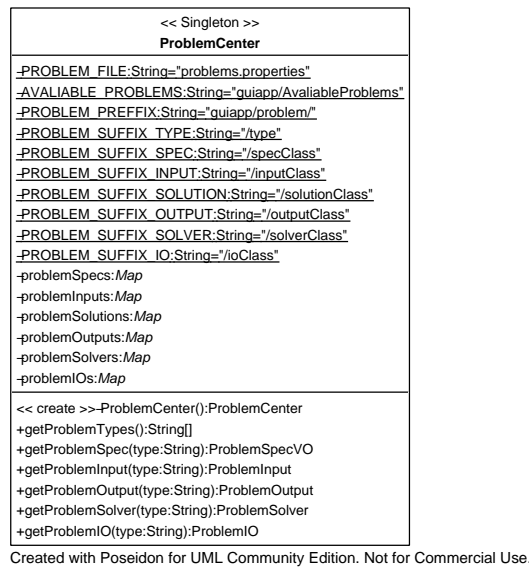 << Singleton >>
ProblemCenter
-PROBLEM_FILE:String="problems.properties"
-AVALIABLE_PROBLEMS:String="guiapp/AvaliableProblems"
-PROBLEM_PREFFIX:String="guiapp/problem/"
-PROBLEM_SUFFIX_TYPE:String="/type"
-PROBLEM_SUFFIX_SPEC:String="/specClass"
-PROBLEM_SUFFIX_INPUT:String="/inputClass"
-PROBLEM_SUFFIX_SOLUTION:String="/solutionClass"
-PROBLEM_SUFFIX_OUTPUT:String="/outputClass"
-PROBLEM_SUFFIX_SOLVER:String="/solverClass"
-PROBLEM_SUFFIX_IO:String="/ioClass"
-problemSpecs:Map
-problemInputs:Map
-problemSolutions:Map
-problemOutputs:Map
-problemSolvers:Map
-problemIOs:Map
<< create >>-ProblemCenter():ProblemCenter
+getProblemTypes():String[]
+getProblemSpec(type:String):ProblemSpecVO
+getProblemInput(type:String):ProblemInput
+getProblemOutput(type:String):ProblemOutput
+getProblemSolver(type:String):ProblemSolver
+getProblemIO(type:String):ProblemIO
Created with Poseidon for UML Community Edition. Not for Commercial Use.